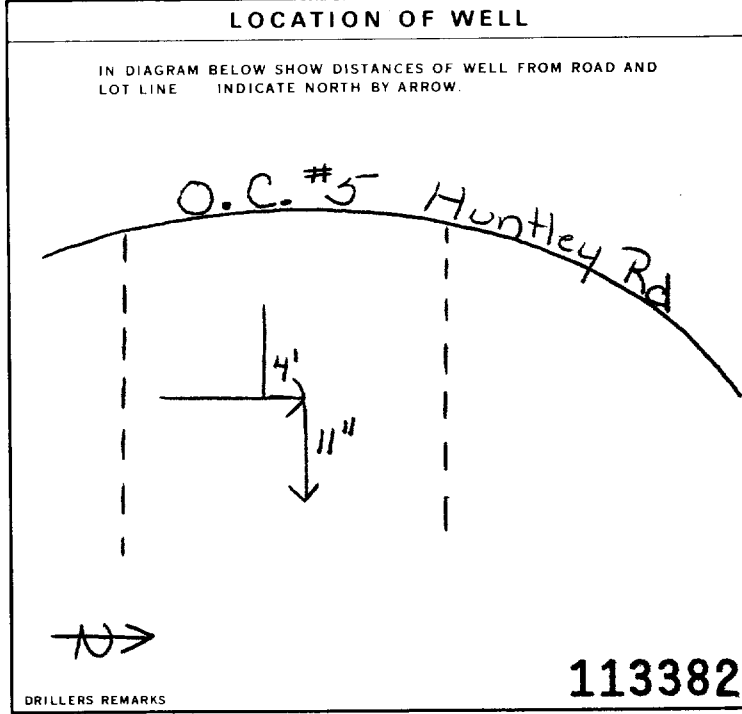 LOCATION OF WELL
IN DIAGRAM BELOW SHOW DISTANCES OF WELL FROM ROAD AND
LOT LINE INDICATE NORTH BY ARROW.
O.C. #5 Huntley Rd
4'
11"
N
113382
DRILLERS REMARKS